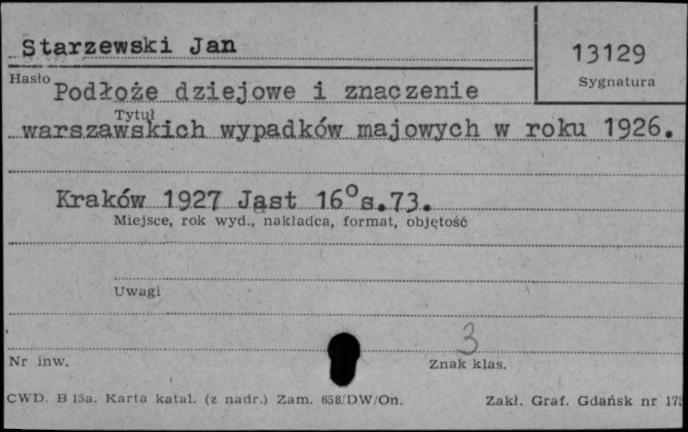 Starzewski Jan
13129
Hasło
Sygnatura
Podłoże dziejowe i znaczenie
Tytuł
warszawskich wypadków majowych w roku 1926.
Kraków 1927 Jast 16° s.73.
Miejsce, rok wyd., nakładca, format, objętość
Uwagi
3
Nr inw.
Znak klas.
CWD. B 15a. Karta katal. (z nadr.) Zam. 658/DW/On.
Zakł. Graf. Gdańsk nr